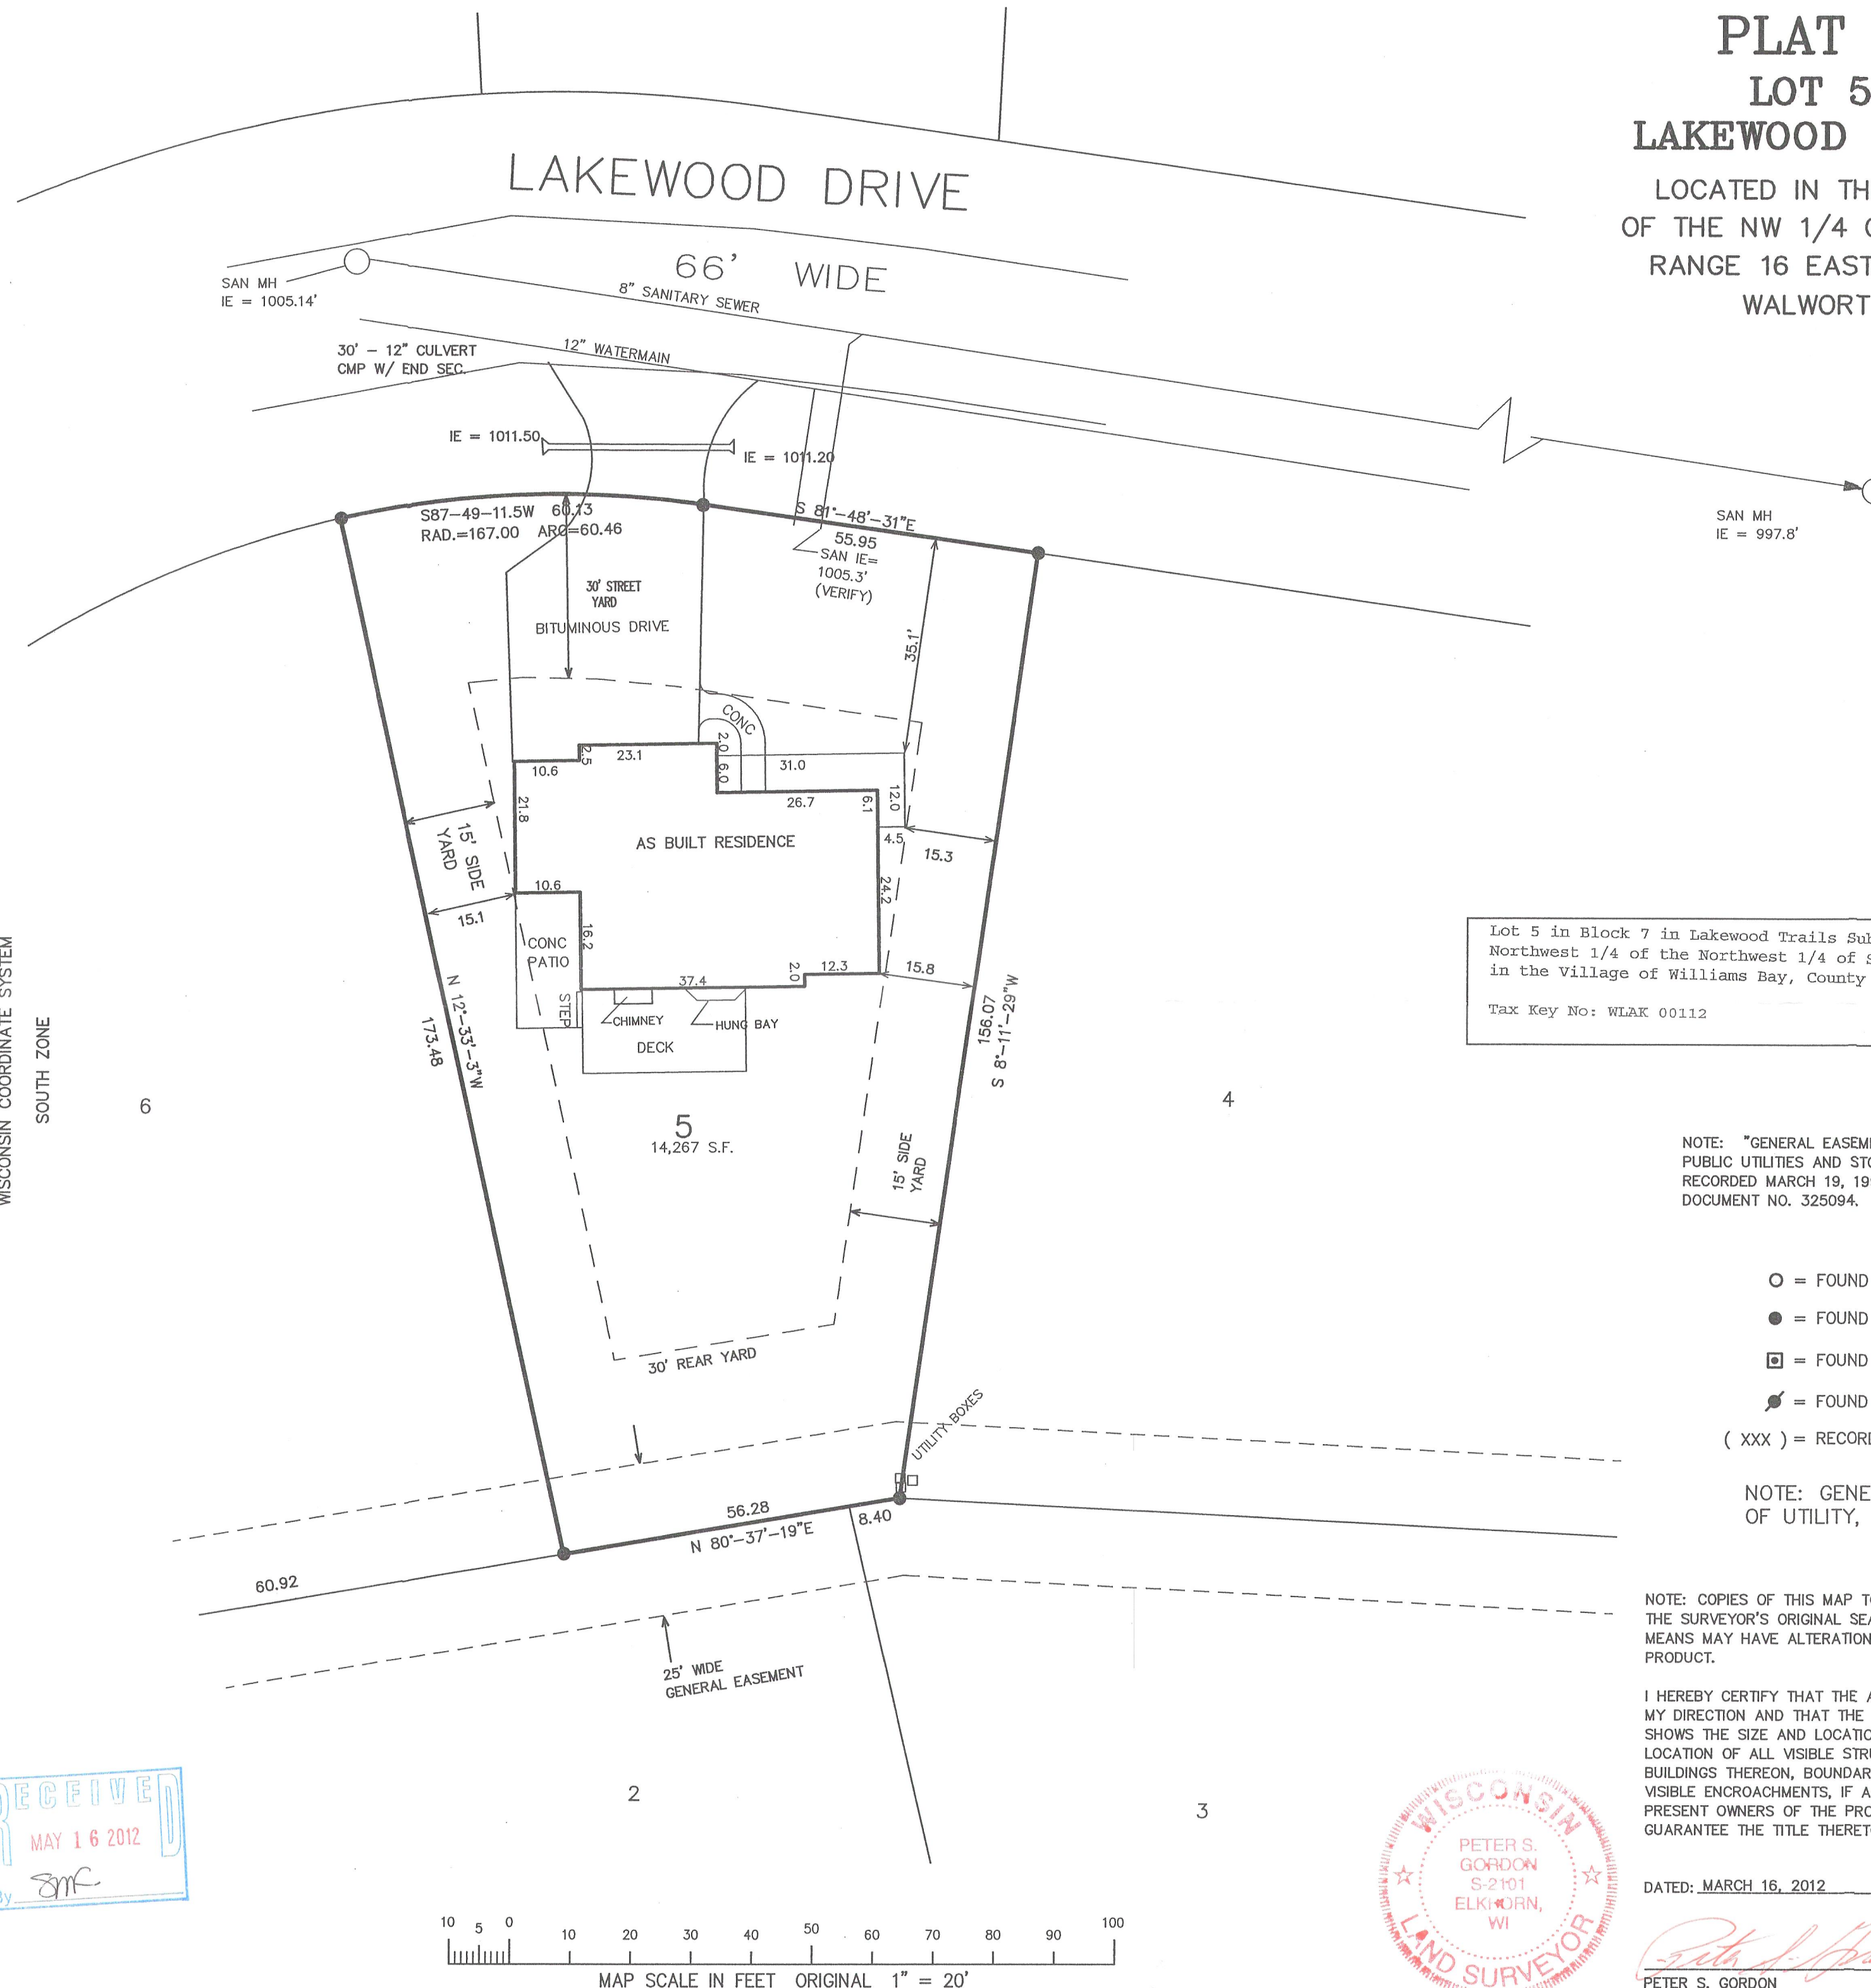 PLAT
LOT 5
LAKEWOOD
LOCATED IN TH
OF THE NW 1/4
RANGE 16 EAST
WALWORT
LAKEWOOD DRIVE
66' WIDE
8" SANITARY SEWER
SAN MH
IE = 1005.14'
30' - 12" CULVERT
CMP W/ END SEC.
12" WATERMAIN
IE = 1011.50
IE = 1011.20
S87-49-11.5W 60.13
RAD.=167.00 ARC=60.46
S 81°-48'-31"E
55.95
SAN IE=
1005.3'
(VERIFY)
SAN MH
IE = 997.8'
30' STREET
YARD
BITUMINOUS DRIVE
35.1'
CONC
2.0
6.0
2.5
23.1
10.6
31.0
26.7
6.1
12.0
4.5
15.3
21.8
AS BUILT RESIDENCE
15' SIDE
YARD
10.6
15.1
24.2
16.2
CONC
PATIO
2.0
12.3
15.8
37.4
STEP
CHIMNEY
HUNG BAY
DECK
N 12°-33'-3"W
173.48
156.07
S 8°-11'-29"W
WISCONSIN COORDINATE SYSTEM
SOUTH ZONE
6
4
5
14,267 S.F.
15' SIDE
YARD
30' REAR YARD
UTILITY BOXES
56.28
N 80°-37'-19"E
8.40
60.92
25' WIDE
GENERAL EASEMENT
2
3
Lot 5 in Block 7 in Lakewood Trails Sub
Northwest 1/4 of the Northwest 1/4 of S
in the Village of Williams Bay, County
Tax Key No: WLAK 00112
NOTE: "GENERAL EASEM
PUBLIC UTILITIES AND STO
RECORDED MARCH 19, 19
DOCUMENT NO. 325094.
= FOUND
= FOUND
= FOUND
= FOUND
( XXX ) = RECOR
NOTE: GENE
OF UTILITY,
NOTE: COPIES OF THIS MAP TO
THE SURVEYOR'S ORIGINAL SEA
MEANS MAY HAVE ALTERATION
PRODUCT.
I HEREBY CERTIFY THAT THE A
MY DIRECTION AND THAT THE
SHOWS THE SIZE AND LOCATIO
LOCATION OF ALL VISIBLE STRU
BUILDINGS THEREON, BOUNDAR
VISIBLE ENCROACHMENTS, IF A
PRESENT OWNERS OF THE PRO
GUARANTEE THE TITLE THERET
DATED: MARCH 16, 2012
PETER S. GORDON
WISCONSIN
PETER S.
GORDON
S-2101
ELKHORN,
WI
LAND SURVEYOR
RECEIVED
MAY 16 2012
By SMF
10 5 0 10 20 30 40 50 60 70 80 90 100
MAP SCALE IN FEET ORIGINAL 1" = 20'